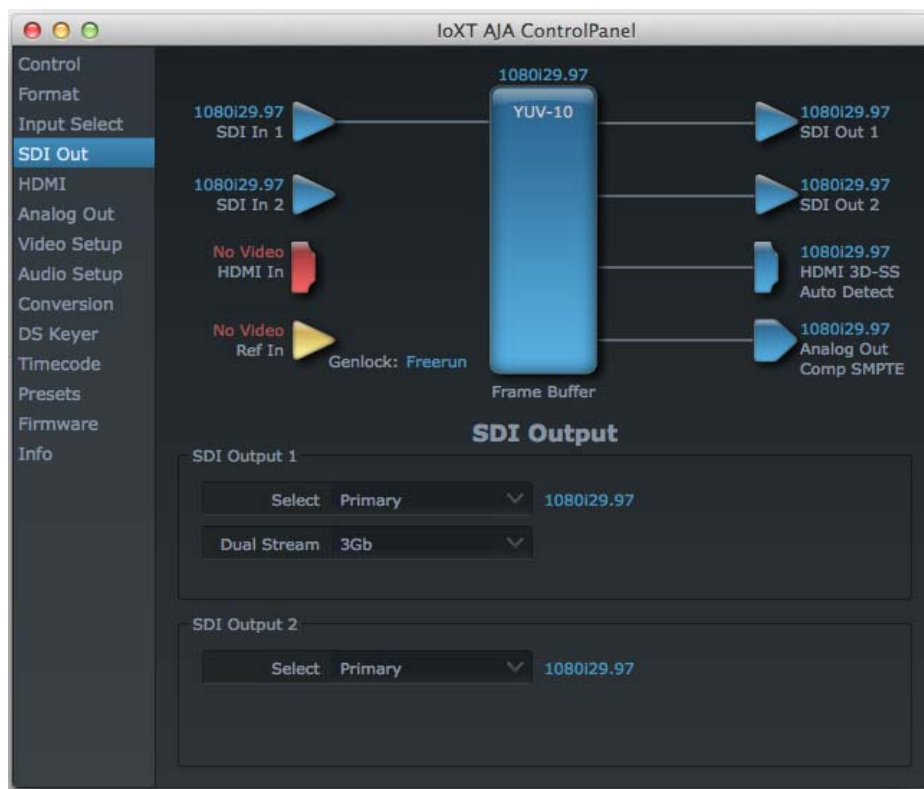 IoXT AJA ControlPanel
Control
Format
Input Select
SDI Out
HDMI
Analog Out
Video Setup
Audio Setup
Conversion
DS Keyer
Timecode
Presets
Firmware
Info
1080i29.97
YUV-10
Frame Buffer
1080i29.97
SDI In 1
1080i29.97
SDI In 2
No Video
HDMI In
No Video
Ref In
Genlock: Freerun
1080i29.97
SDI Out 1
1080i29.97
SDI Out 2
1080i29.97
HDMI 3D-SS
Auto Detect
1080i29.97
Analog Out
Comp SMPTE
SDI Output
SDI Output 1
Select Primary 1080i29.97
Dual Stream 3Gb
SDI Output 2
Select Primary 1080i29.97